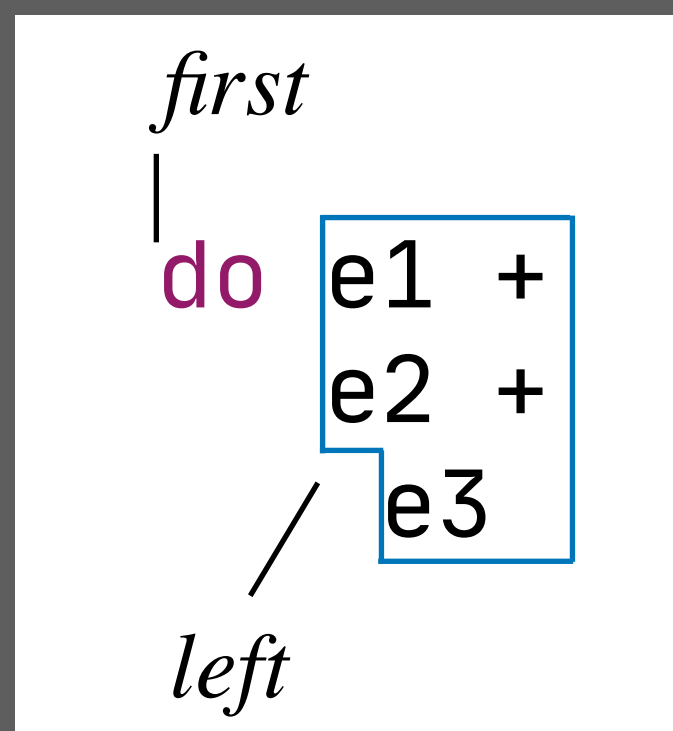 first
do e1 +
e2 +
e3
left